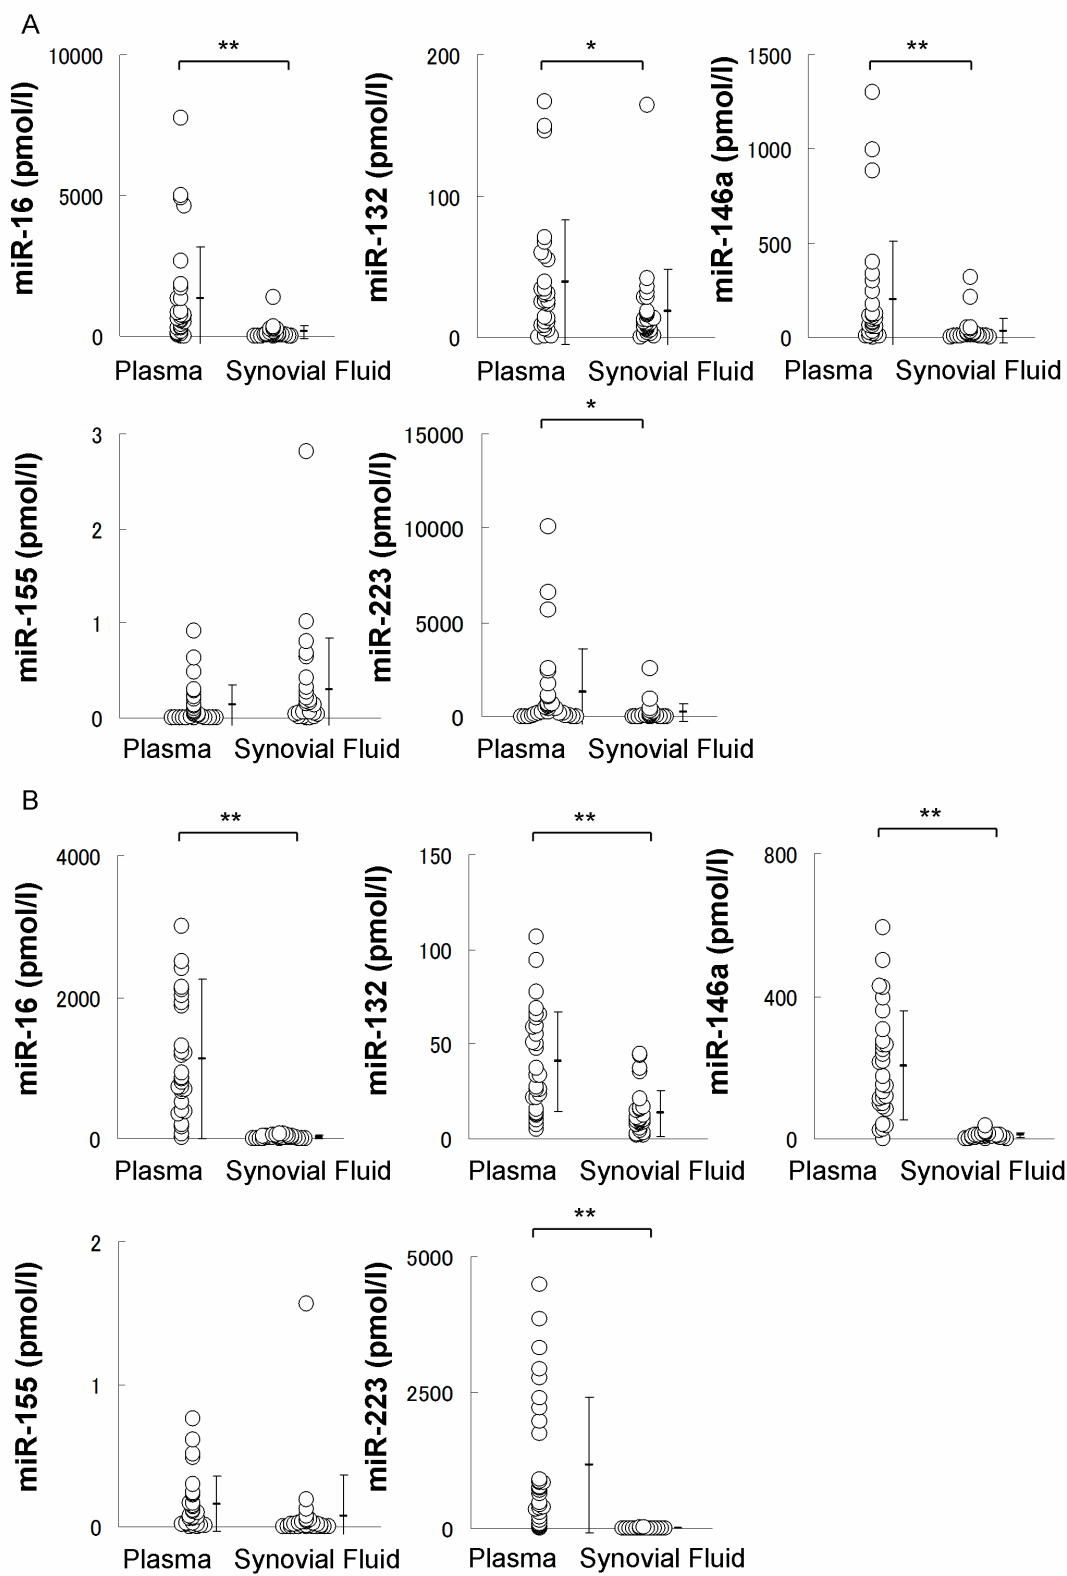 A
**
*
**
10000
5000
0
miR-16 (pmol/l)
Plasma Synovial Fluid
200
100
0
miR-132 (pmol/l)
Plasma Synovial Fluid
1500
1000
500
0
miR-146a (pmol/l)
Plasma Synovial Fluid
*
3
2
1
0
miR-155 (pmol/l)
Plasma Synovial Fluid
15000
10000
5000
0
miR-223 (pmol/l)
Plasma Synovial Fluid
B
**
**
**
4000
2000
0
miR-16 (pmol/l)
Plasma Synovial Fluid
150
100
50
0
miR-132 (pmol/l)
Plasma Synovial Fluid
800
400
0
miR-146a (pmol/l)
Plasma Synovial Fluid
**
2
1
0
miR-155 (pmol/l)
Plasma Synovial Fluid
5000
2500
0
miR-223 (pmol/l)
Plasma Synovial Fluid